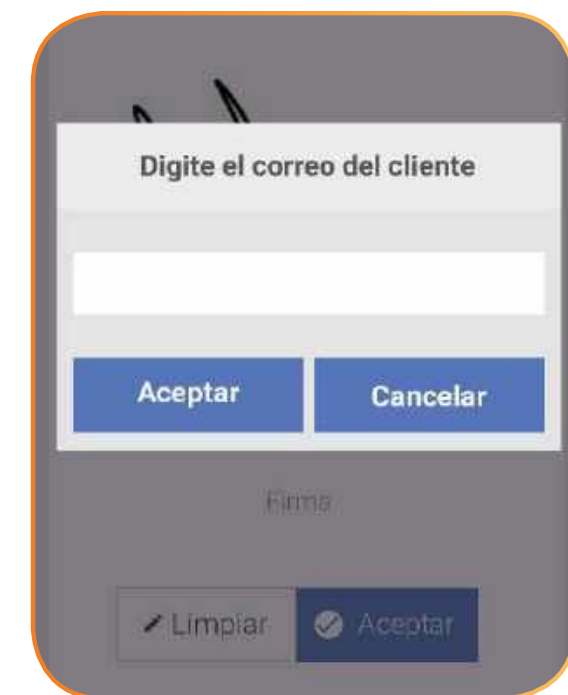 Digite el correo del cliente
Aceptar Cancelar
Firma
Limpiar Aceptar